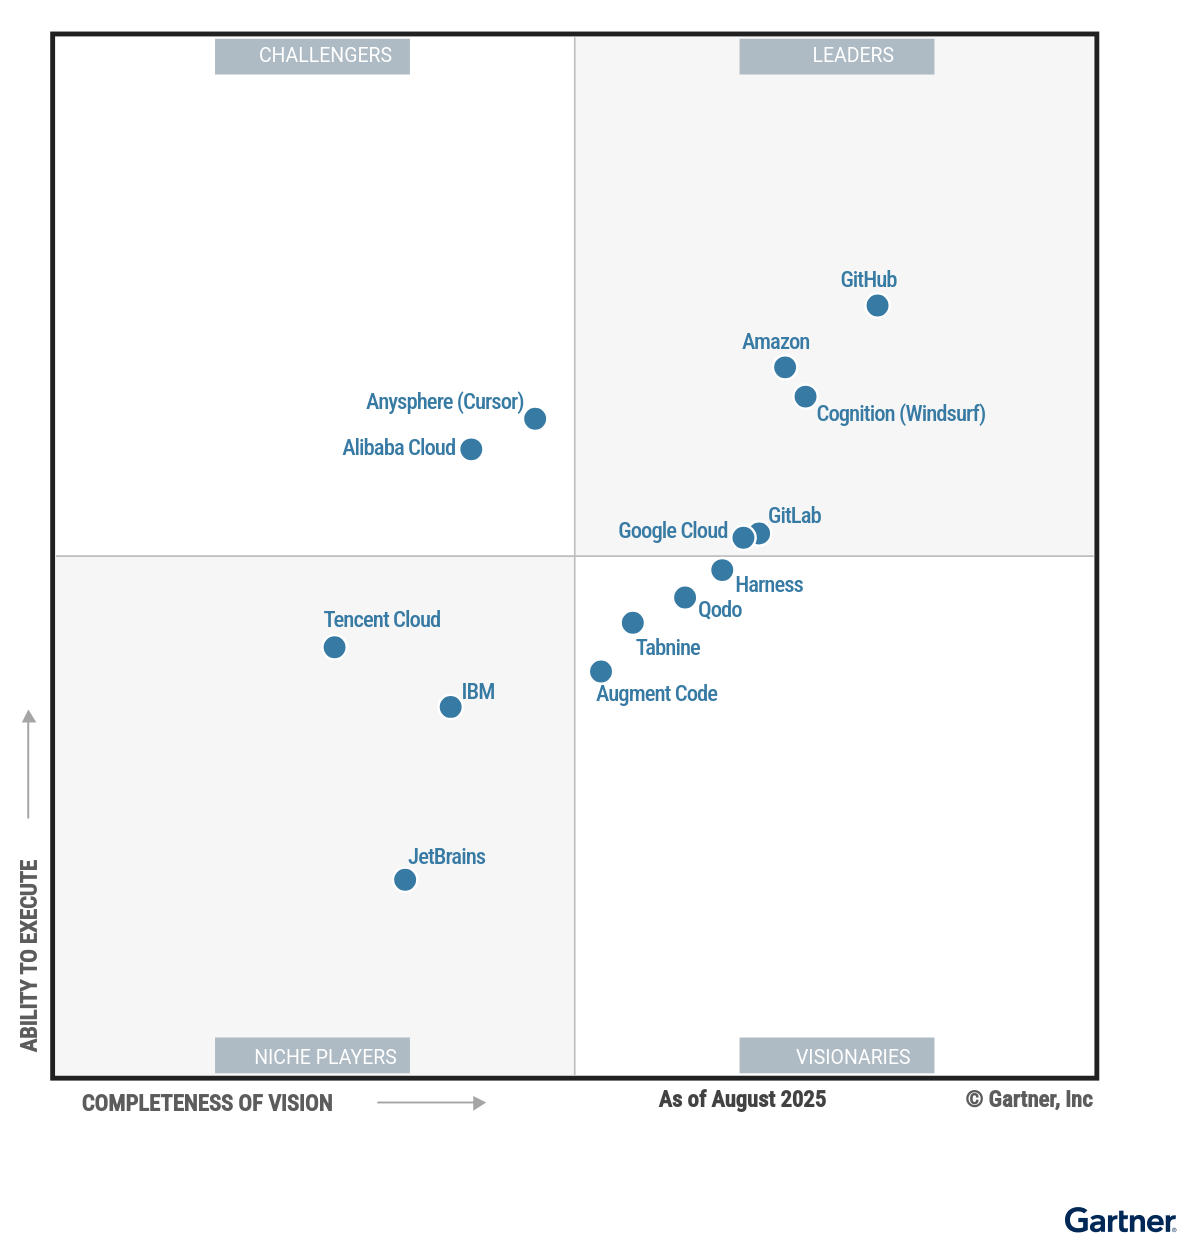 CHALLENGERS
LEADERS
GitHub
Amazon
Cognition (Windsurf)
Anysphere (Cursor)
Alibaba Cloud
GitLab
Google Cloud
Harness
Qodo
Tabnine
Augment Code
Tencent Cloud
IBM
JetBrains
NICHE PLAYERS
VISIONARIES
ABILITY TO EXECUTE
COMPLETENESS OF VISION
As of August 2025
© Gartner, Inc
Gartner®